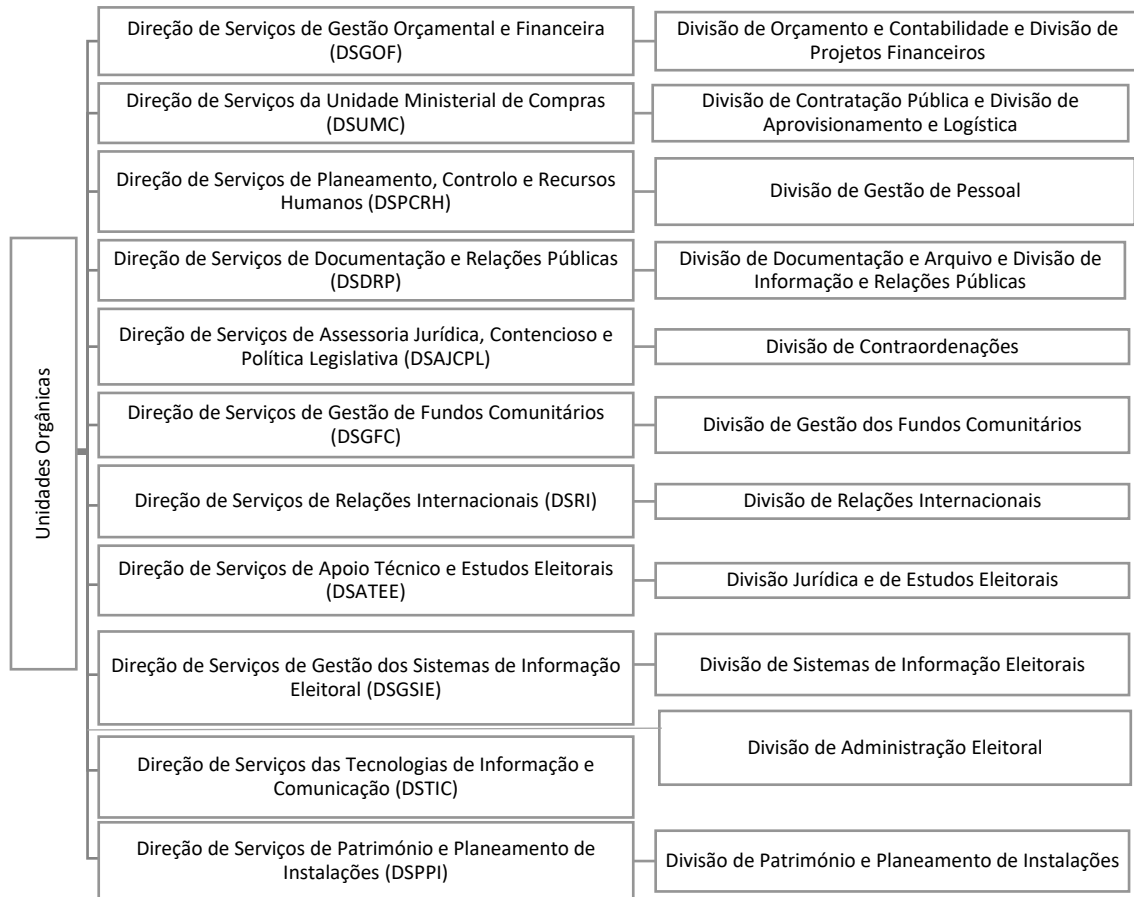 Unidades Orgânicas
Direção de Serviços de Gestão Orçamental e Financeira
(DSGOF)
Divisão de Orçamento e Contabilidade e Divisão de
Projetos Financeiros
Direção de Serviços da Unidade Ministerial de Compras
(DSUMC)
Divisão de Contratação Pública e Divisão de
Aprovisionamento e Logística
Direção de Serviços de Planeamento, Controlo e Recursos
Humanos (DSPCRH)
Divisão de Gestão de Pessoal
Direção de Serviços de Documentação e Relações Públicas
(DSDRP)
Divisão de Documentação e Arquivo e Divisão de
Informação e Relações Públicas
Direção de Serviços de Assessoria Jurídica, Contencioso e
Política Legislativa (DSAJCPL)
Divisão de Contraordenações
Direção de Serviços de Gestão de Fundos Comunitários
(DSGFC)
Divisão de Gestão dos Fundos Comunitários
Direção de Serviços de Relações Internacionais (DSRI)
Divisão de Relações Internacionais
Direção de Serviços de Apoio Técnico e Estudos Eleitorais
(DSATEE)
Divisão Jurídica e de Estudos Eleitorais
Direção de Serviços de Gestão dos Sistemas de Informação
Eleitoral (DSGSIE)
Divisão de Sistemas de Informação Eleitorais
Divisão de Administração Eleitoral
Direção de Serviços das Tecnologias de Informação e
Comunicação (DSTIC)
Direção de Serviços de Património e Planeamento de
Instalações (DSPPI)
Divisão de Património e Planeamento de Instalações